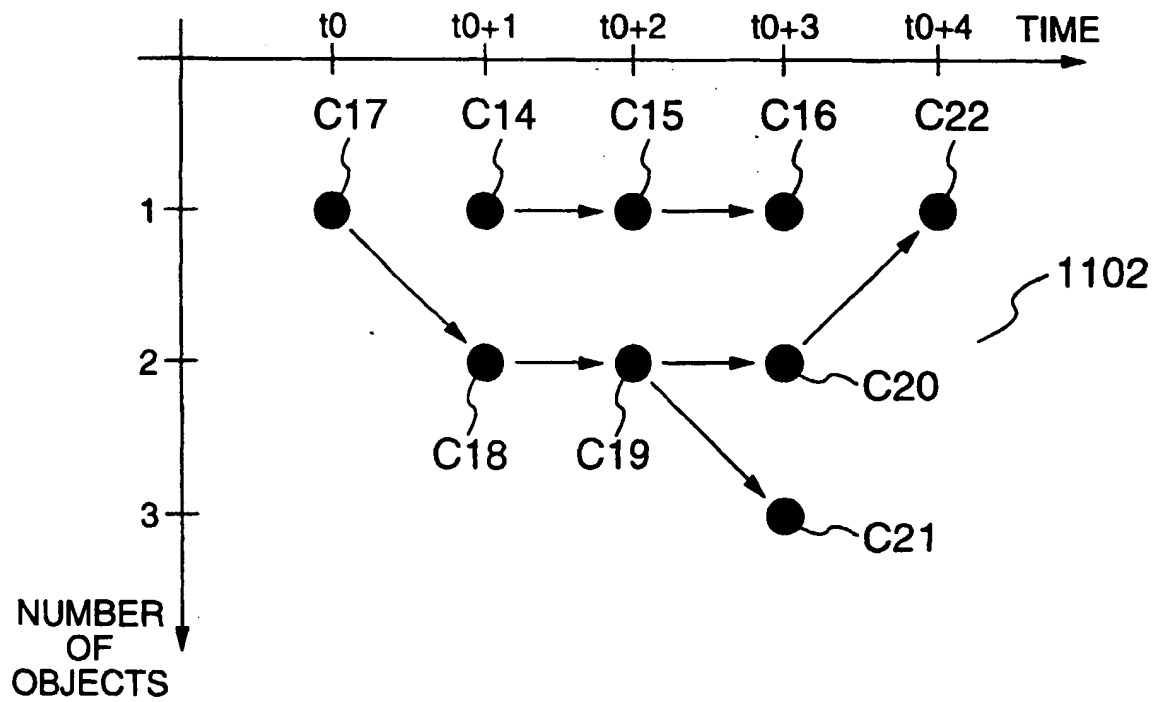 t0 t0+1 t0+2 t0+3 t0+4 TIME
C17 C14 C15 C16 C22
1
1102
2
C20
C18 C19
3
C21
NUMBER
OF
OBJECTS